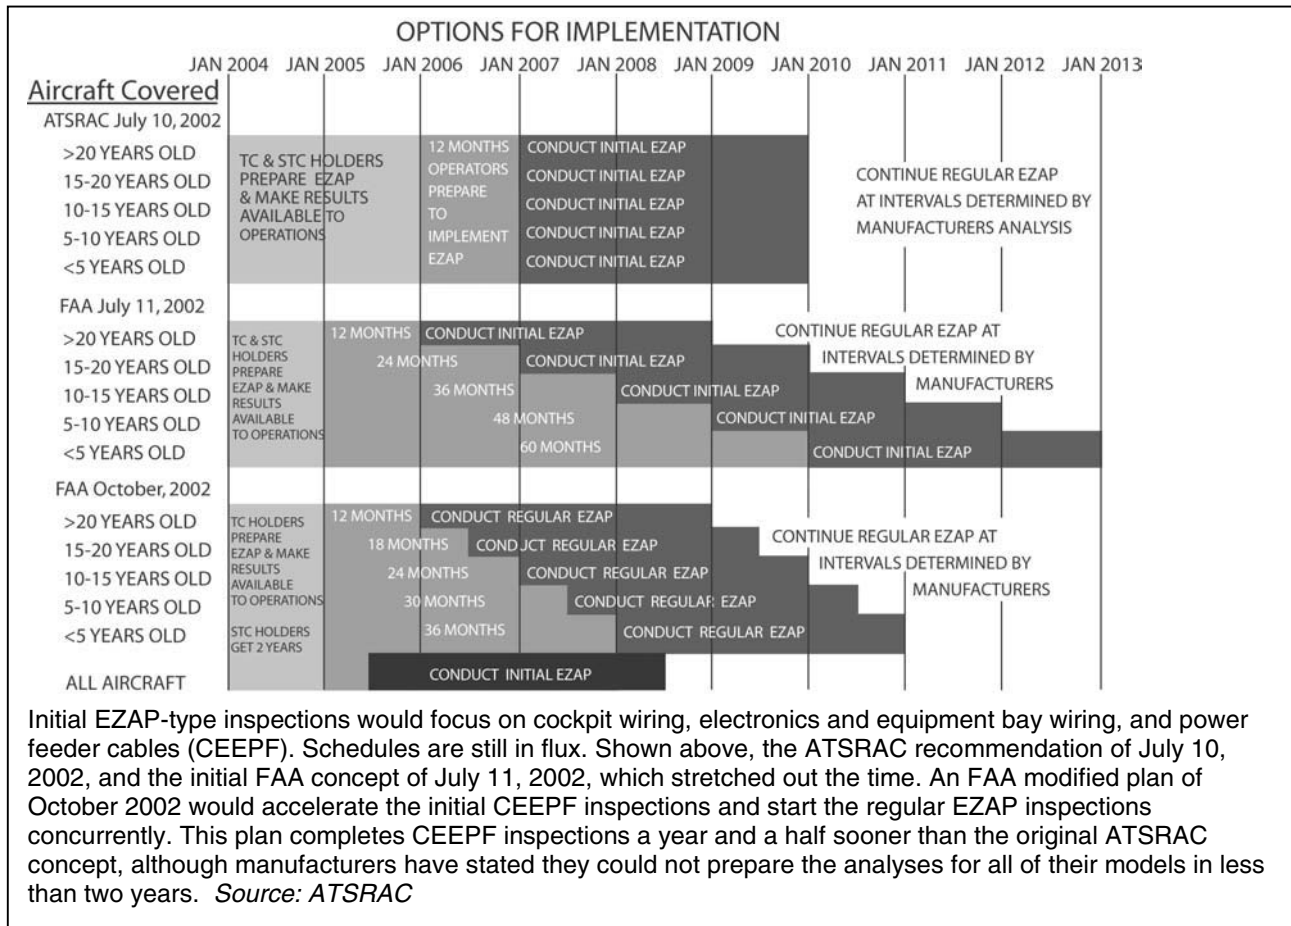 OPTIONS FOR IMPLEMENTATION
JAN 2004 JAN 2005 JAN 2006 JAN 2007 JAN 2008 JAN 2009 JAN 2010 JAN 2011 JAN 2012 JAN 2013
Aircraft Covered
ATSRAC July 10, 2002
>20 YEARS OLD
15-20 YEARS OLD
10-15 YEARS OLD
5-10 YEARS OLD
<5 YEARS OLD
TC & STC HOLDERS
PREPARE EZAP
& MAKE RESULTS
AVAILABLE TO
OPERATIONS
12 MONTHS
OPERATORS
PREPARE
TO
IMPLEMENT
EZAP
CONDUCT INITIAL EZAP
CONDUCT INITIAL EZAP
CONDUCT INITIAL EZAP
CONDUCT INITIAL EZAP
CONDUCT INITIAL EZAP
CONTINUE REGULAR EZAP
AT INTERVALS DETERMINED BY
MANUFACTURERS ANALYSIS
FAA July 11, 2002
>20 YEARS OLD
15-20 YEARS OLD
10-15 YEARS OLD
5-10 YEARS OLD
<5 YEARS OLD
TC & STC
HOLDERS
PREPARE
EZAP & MAKE
RESULTS
AVAILABLE
TO OPERATIONS
12 MONTHS CONDUCT INITIAL EZAP
24 MONTHS CONDUCT INITIAL EZAP
36 MONTHS CONDUCT INITIAL EZAP
48 MONTHS CONDUCT INITIAL EZAP
60 MONTHS CONDUCT INITIAL EZAP
CONTINUE REGULAR EZAP AT
INTERVALS DETERMINED BY
MANUFACTURERS
FAA October, 2002
>20 YEARS OLD
15-20 YEARS OLD
10-15 YEARS OLD
5-10 YEARS OLD
<5 YEARS OLD
ALL AIRCRAFT
TC HOLDERS
PREPARE
EZAP & MAKE
RESULTS
AVAILABLE
TO OPERATIONS
STC HOLDERS
GET 2 YEARS
12 MONTHS CONDUCT REGULAR EZAP
18 MONTHS CONDUCT REGULAR EZAP
24 MONTHS CONDUCT REGULAR EZAP
30 MONTHS CONDUCT REGULAR EZAP
36 MONTHS CONDUCT REGULAR EZAP
CONDUCT INITIAL EZAP
CONTINUE REGULAR EZAP AT
INTERVALS DETERMINED BY
MANUFACTURERS
Initial EZAP-type inspections would focus on cockpit wiring, electronics and equipment bay wiring, and power
feeder cables (CEEPF). Schedules are still in flux. Shown above, the ATSRAC recommendation of July 10,
2002, and the initial FAA concept of July 11, 2002, which stretched out the time. An FAA modified plan of
October 2002 would accelerate the initial CEEPF inspections and start the regular EZAP inspections
concurrently. This plan completes CEEPF inspections a year and a half sooner than the original ATSRAC
concept, although manufacturers have stated they could not prepare the analyses for all of their models in less
than two years. Source: ATSRAC